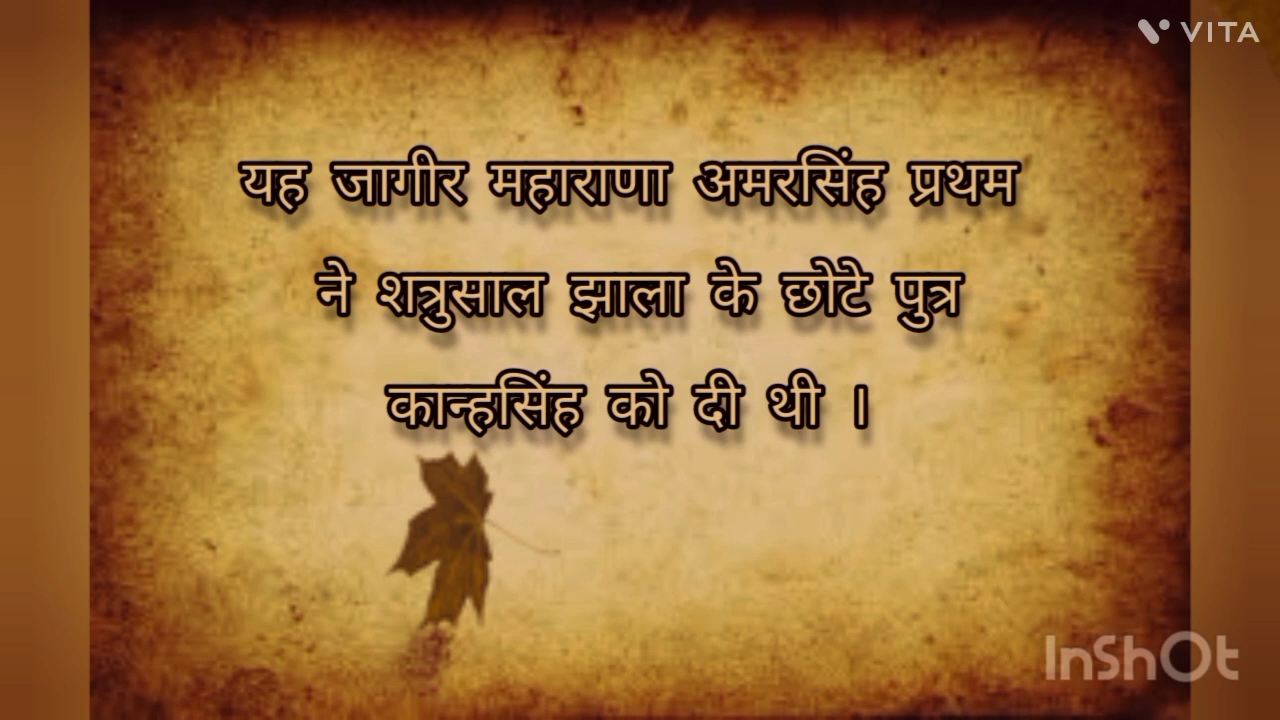 VITA
यह जागीर महाराणा अमरसिंह प्रथम
ने शत्रुसाल झाला के छोटे पुत्र
कान्हसिंह को दी थी ।
InShOt